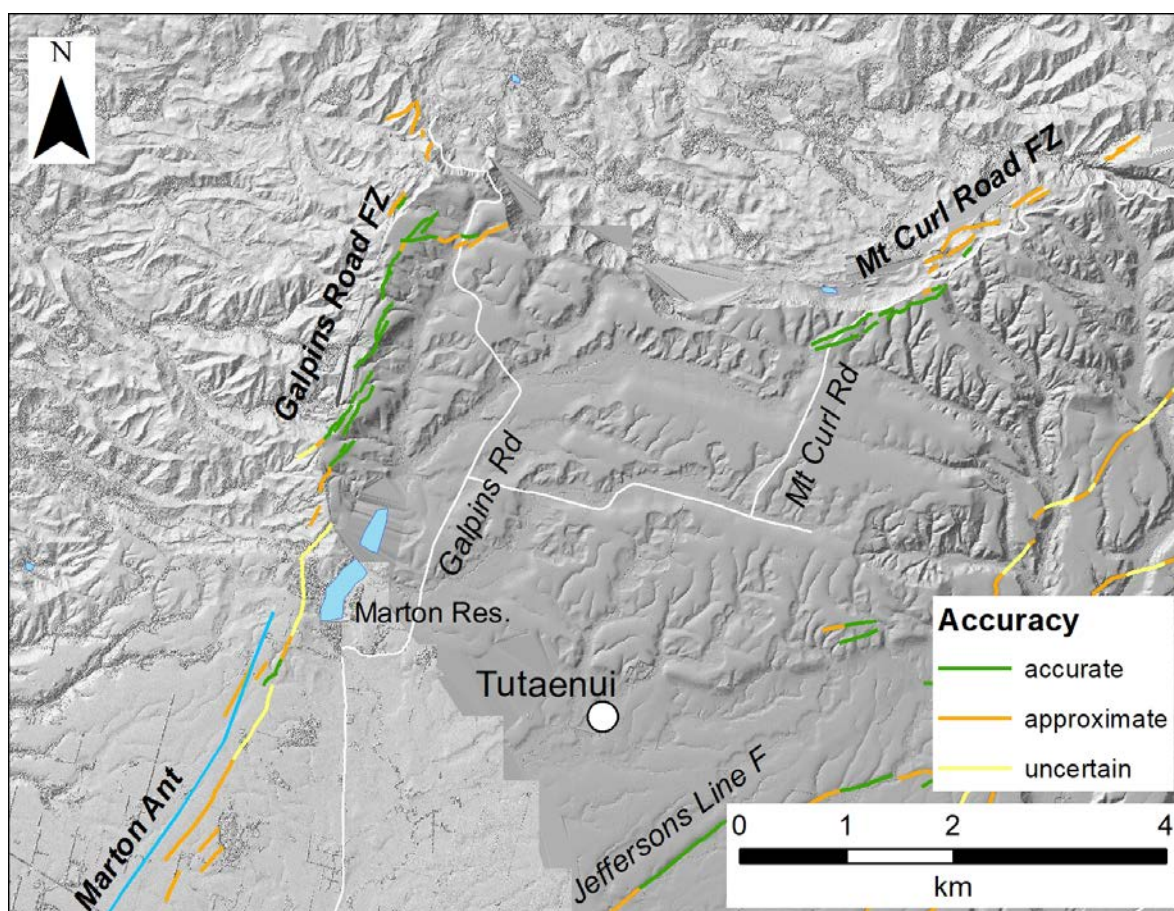 N
Galpins Road FZ
Mt Curl Road FZ
Galpins Rd
Mt Curl Rd
Marton Res.
Tutaenui
Marton Ant
Jeffersons Line F
Accuracy
accurate
approximate
uncertain
0 1 2 4
km